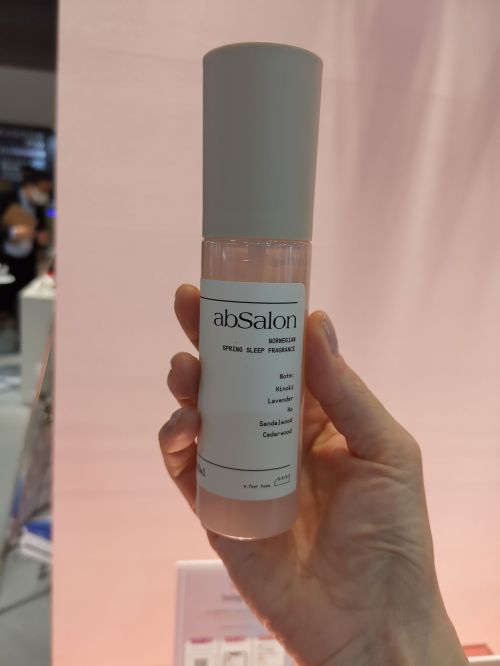 abSalon
NORWEGIAN
SPRING SLEEP FRAGRANCE
Note:
Hinoki
Lavender
Ho
Sandalwood
Cedarwood